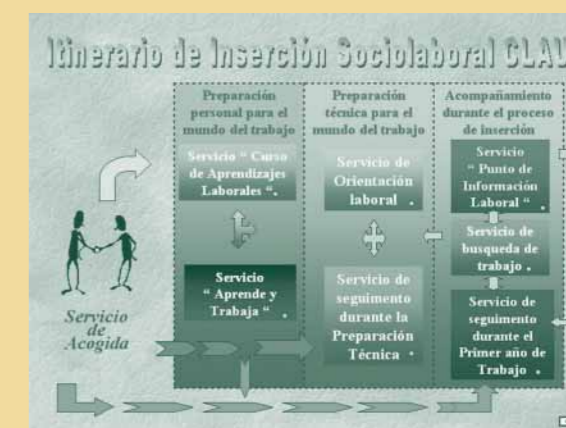 Itinerario de Inserción Sociolaboral CLAU
Preparación
personal para el
mundo del trabajo
Servicio “ Curso
de Aprendizajes
Laborales “.
Servicio
“ Aprende y
Trabaja “ .
Preparación
técnica para el
mundo del trabajo
Servicio de
Orientación
laboral .
Servicio de
seguimento
durante la
Preparación
Técnica .
Acompañamiento
durante el proceso
de inserción
Servicio
“ Punto de
Información
Laboral “ .
Servicio de
busqueda de
trabajo .
Servicio de
seguimento
durante el
Primer año de
Trabajo .
Servicio
de
Acogida